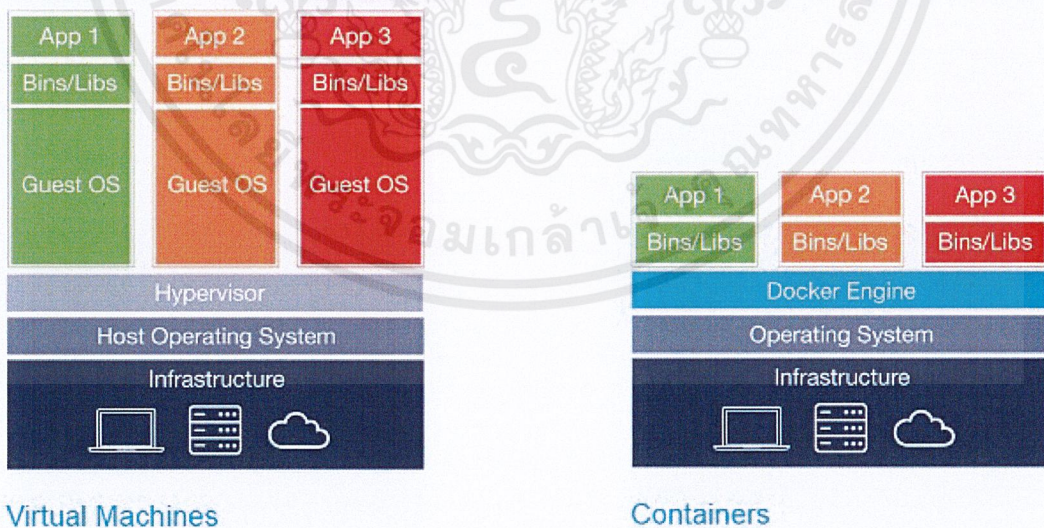 App 1
App 2
App 3
Bins/Libs
Bins/Libs
Bins/Libs
Guest OS
Guest OS
Guest OS
Hypervisor
Host Operating System
Infrastructure
Virtual Machines
App 1
App 2
App 3
Bins/Libs
Bins/Libs
Bins/Libs
Docker Engine
Operating System
Infrastructure
Containers